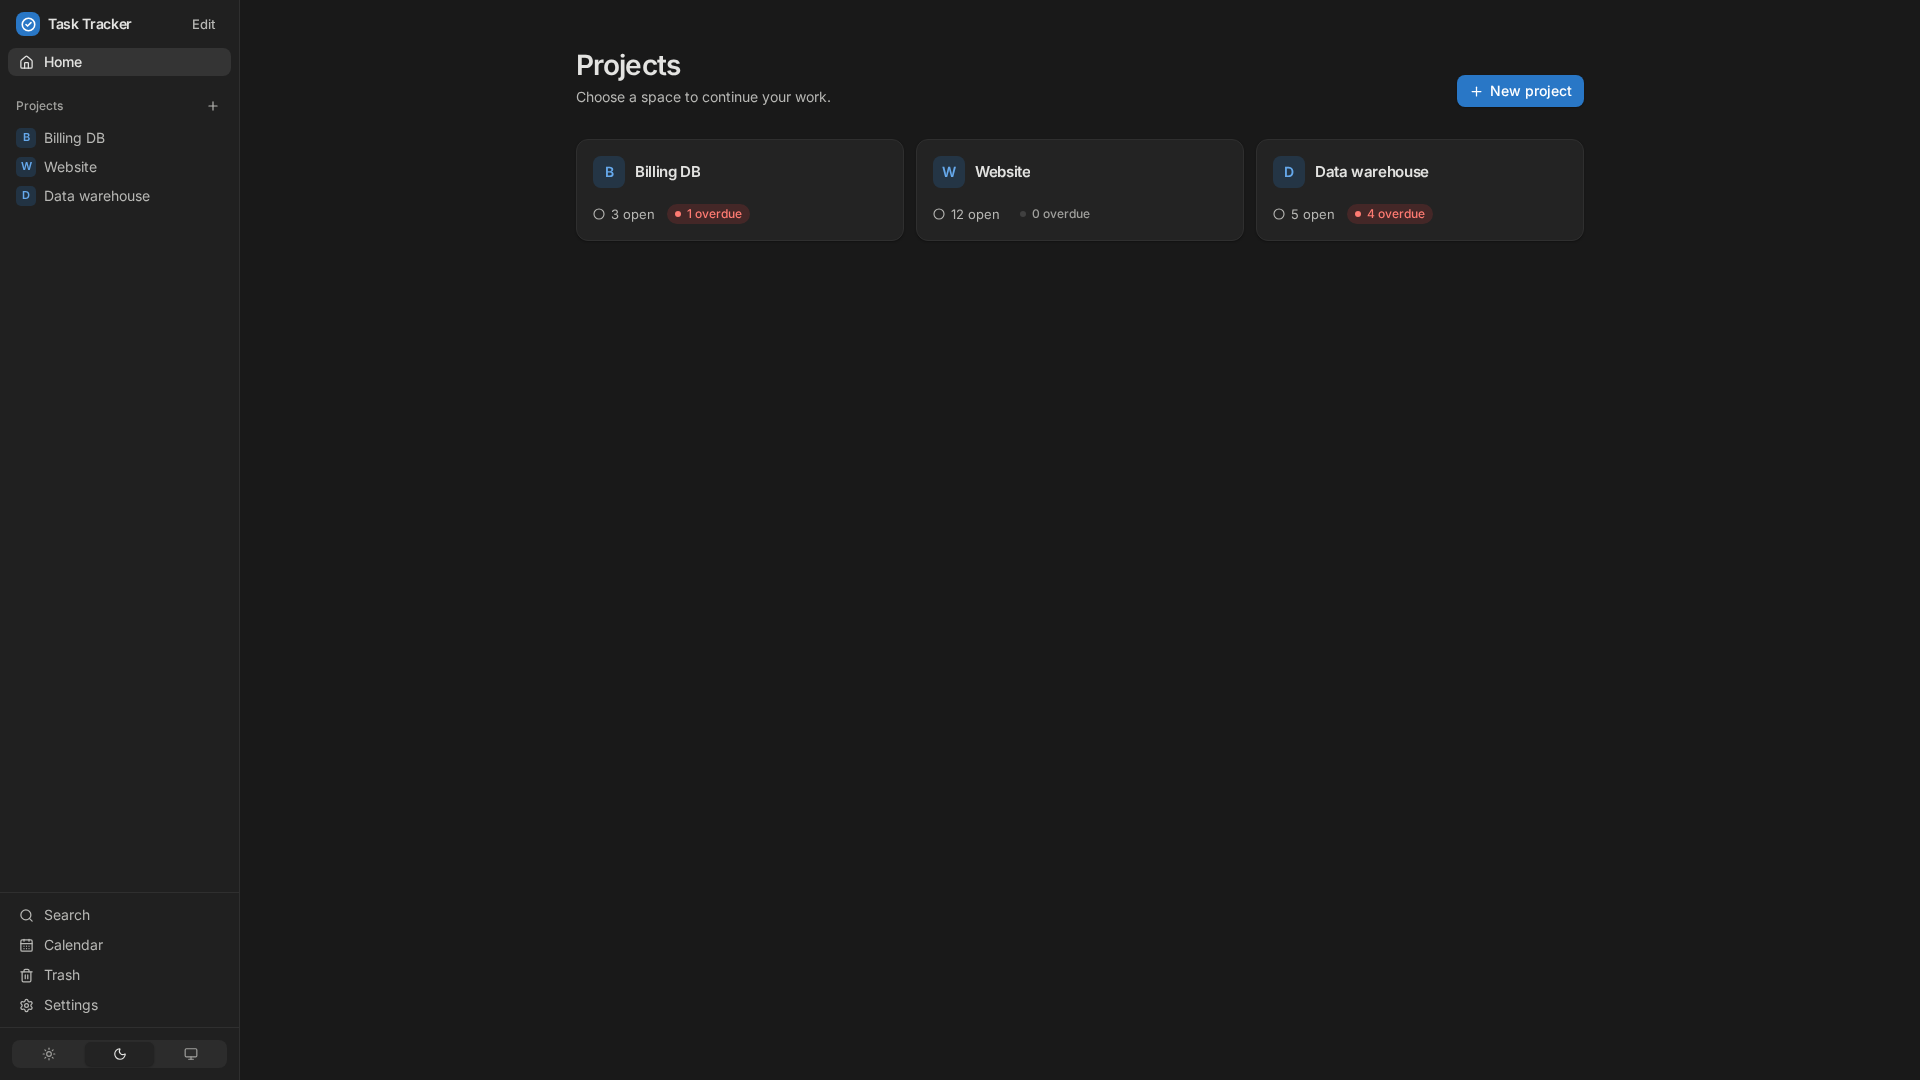 Task Tracker
Edit
Home
Projects
B Billing DB
W Website
D Data warehouse
Search
Calendar
Trash
Settings
Projects
Choose a space to continue your work.
New project
B Billing DB
3 open 1 overdue
W Website
12 open 0 overdue
D Data warehouse
5 open 4 overdue